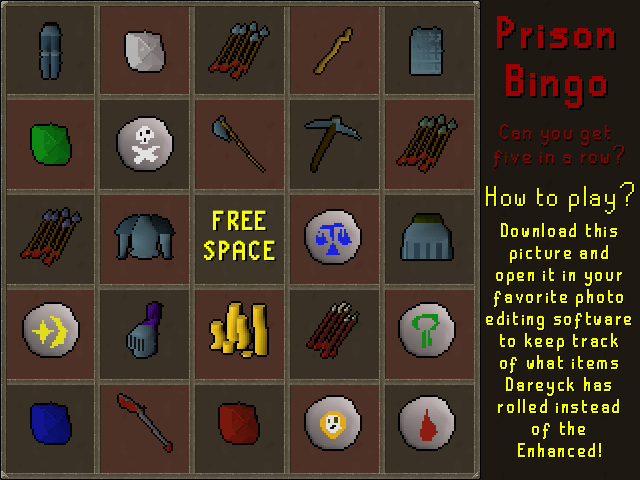 Prison
Bingo
Can you get
five in a row?
FREE
SPACE
How to play?
Download this
picture and
open it in your
favorite photo
editing software
to keep track
of what items
Dareyck has
rolled instead
of the
Enhanced!